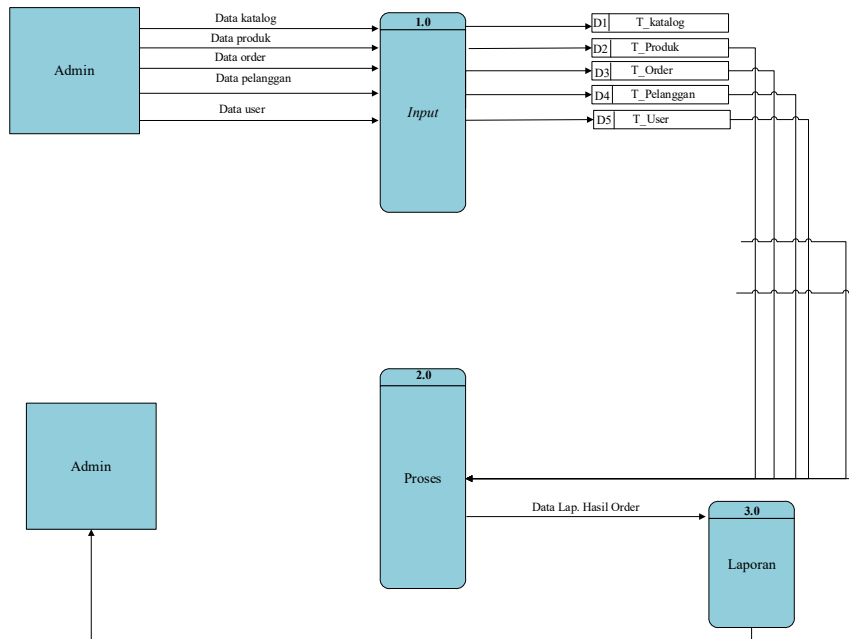 Data katalog
Data produk
Data order
Data pelanggan
Data user
Admin
1.0
Input
D1 T_katalog
D2 T_Produk
D3 T_Order
D4 T_Pelanggan
D5 T_User
2.0
Proses
Admin
Data Lap. Hasil Order
3.0
Laporan